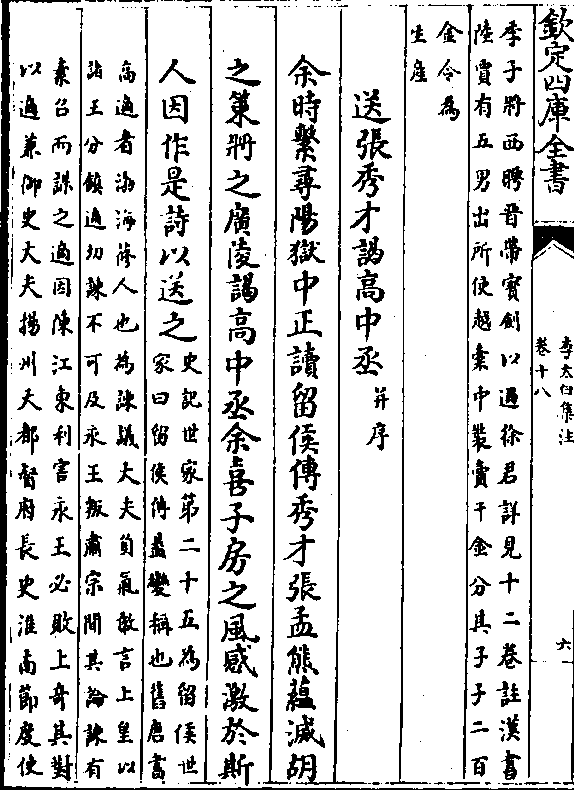 欽定四庫全書
李太白集注
卷十八
六
季子將西聘晋帶寳劍以過徐君詳見十二卷註漢書
陸賈有五男出所使越槖中裝賣千金分其子子二百
金令為
生産
送張秀才謁高中丞 并序
余時繫尋陽獄中正讀留侯傳秀才張孟熊蘊滅胡
之策將之廣陵謁高中丞余喜子房之風感激於斯
人因作是詩以送之
史記世家第二十五為留侯世
家曰留侯傳蓋變稱也舊唐書
高適者渤海蓨人也為諫議大夫負氣敢言上皇以
諸王分鎮適切諫不可及永王叛肅宗聞其論諫有
素召而謀之適因陳江東利害永王必敗上奇其對
以適兼御史大夫揚州大都督府長史淮南節度使